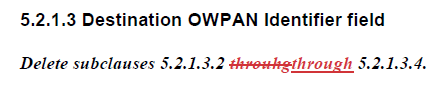 5.2.1.3 Destination OWPAN Identifier field
Delete subclauses 5.2.1.3.2 throuhgthrough 5.2.1.3.4.